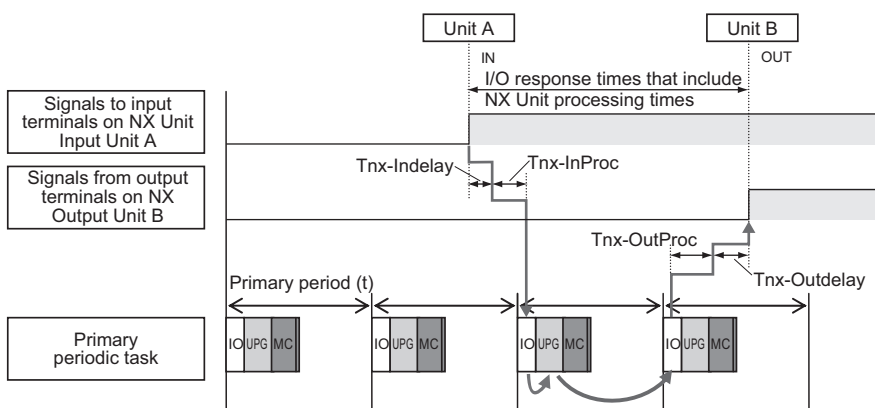 Unit A
Unit B
IN
OUT
I/O response times that include
NX Unit processing times
Signals to input
terminals on NX Unit
Input Unit A
Tnx-Indelay
Tnx-InProc
Signals from output
terminals on NX
Output Unit B
Tnx-OutProc
Tnx-Outdelay
Primary period (t)
Primary
periodic task
IO UPG MC
IO UPG MC
IO UPG MC
IO UPG MC